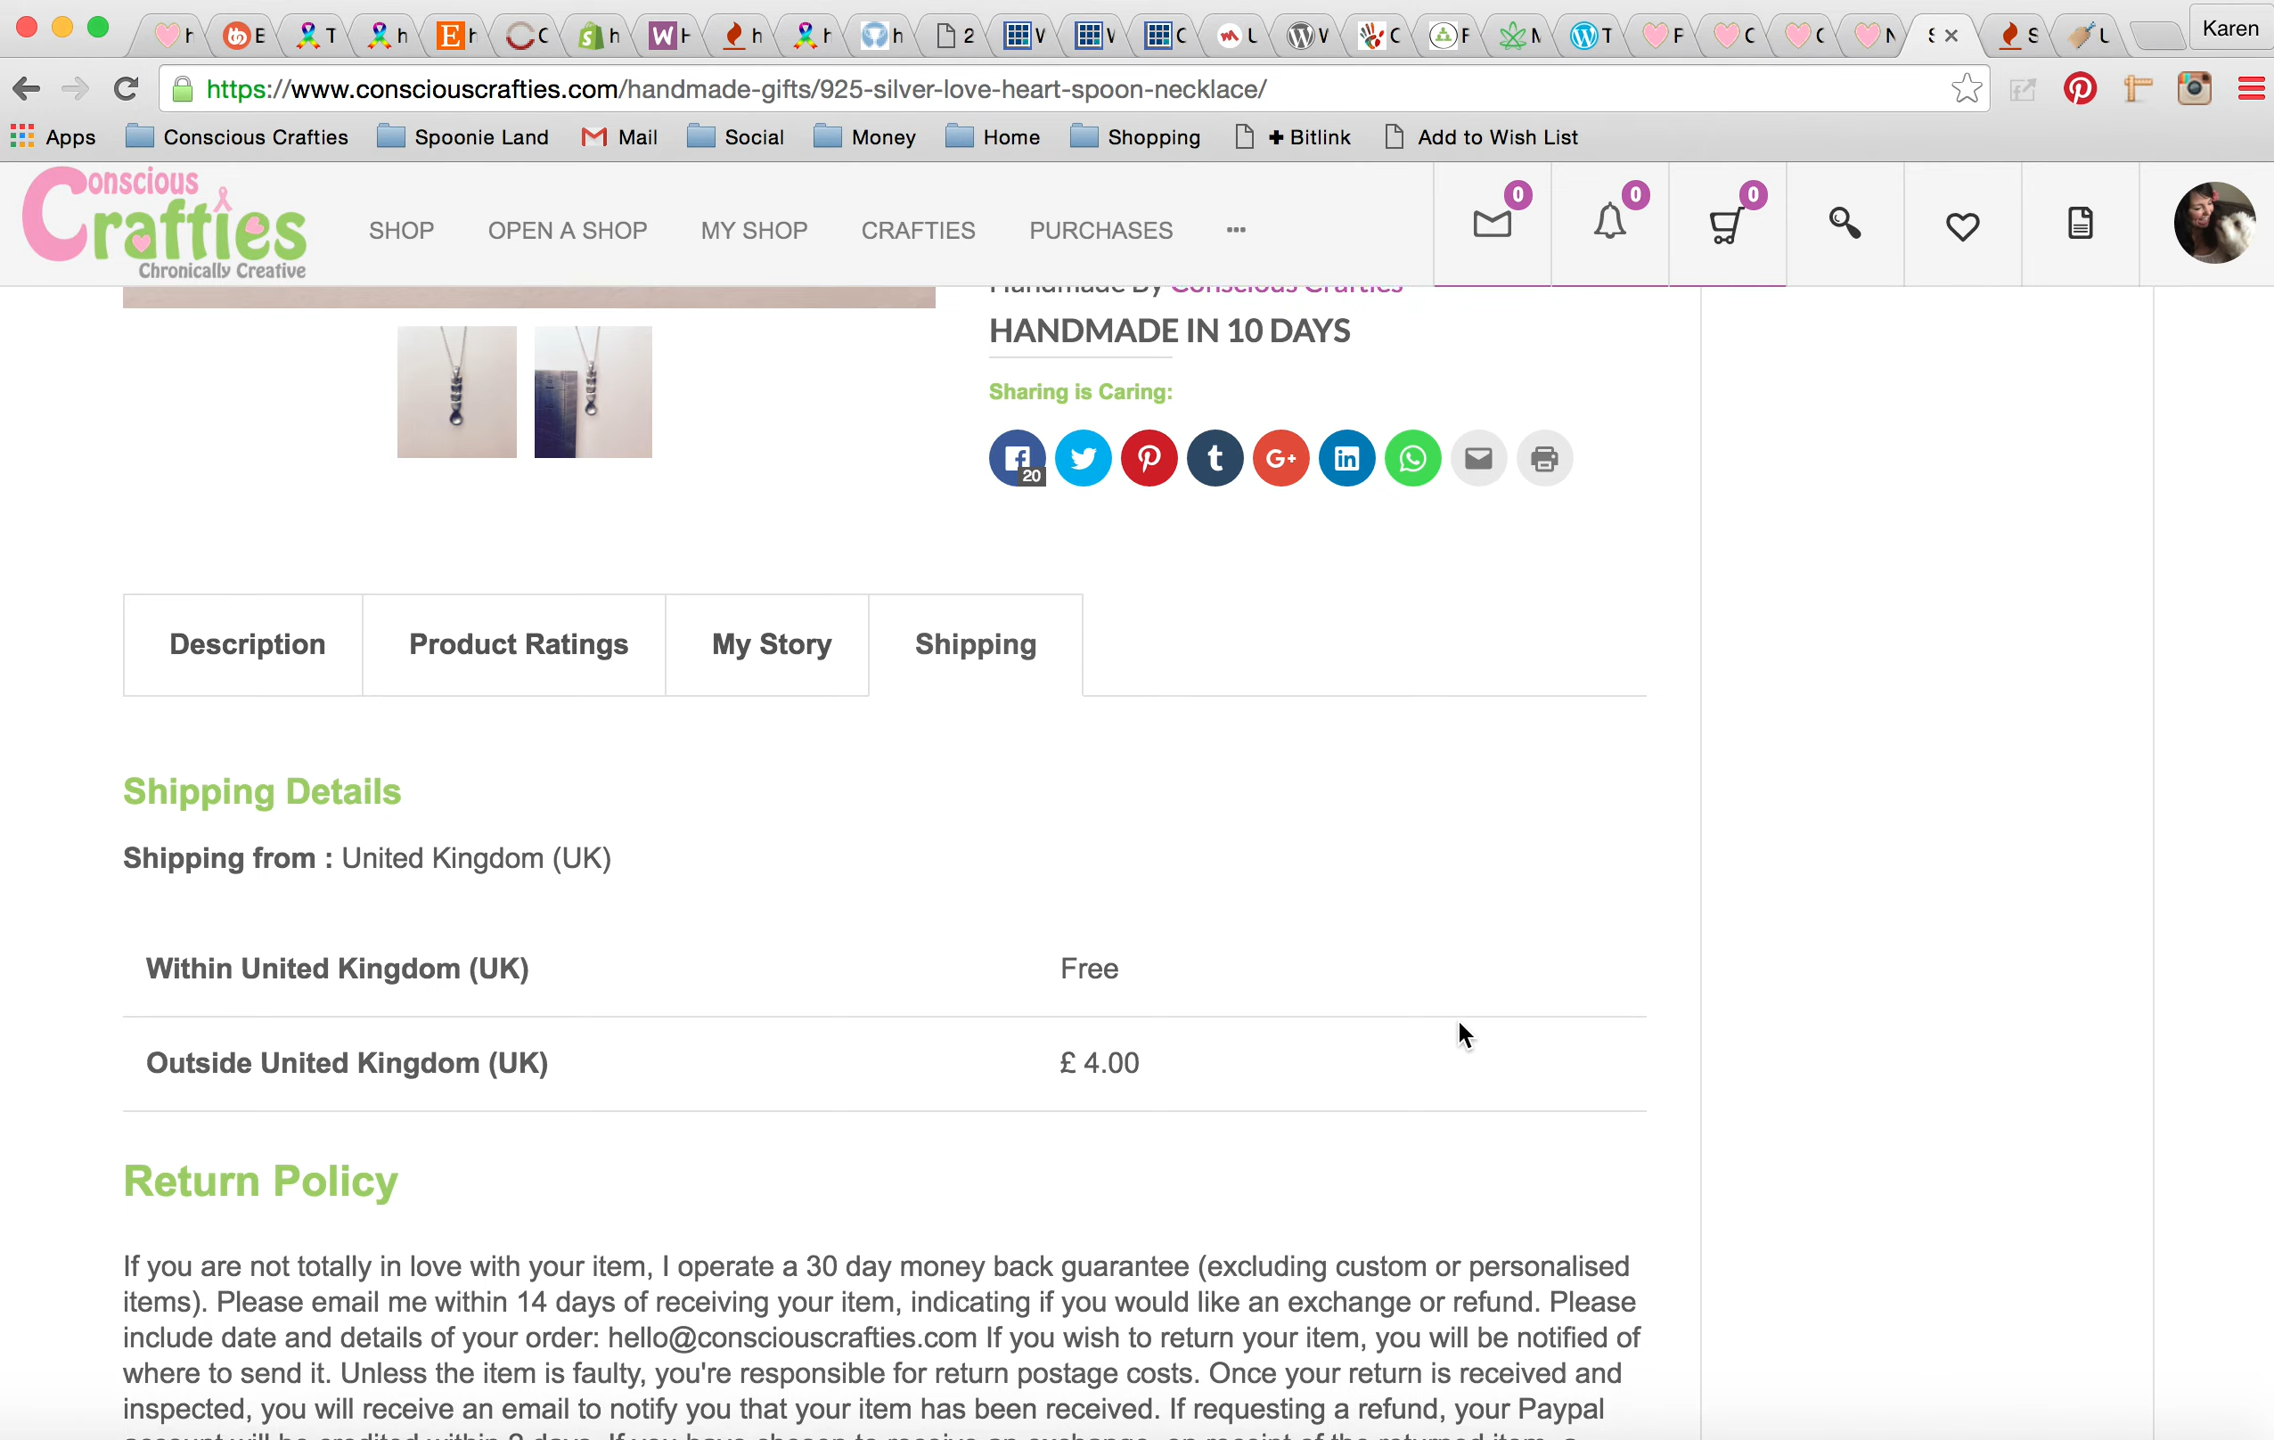 Karen
https://www.consciouscrafties.com/handmade-gifts/925-silver-love-heart-spoon-necklace/
Apps Conscious Crafties Spoonie Land Mail Social Money Home Shopping + Bitlink Add to Wish List
Conscious
Crafties
Chronically Creative
SHOP OPEN A SHOP MY SHOP CRAFTIES PURCHASES ...
0 0 0
Handmade By Conscious Crafties
HANDMADE IN 10 DAYS
Sharing is Caring:
20
Description Product Ratings My Story Shipping
Shipping Details
Shipping from : United Kingdom (UK)
Within United Kingdom (UK) Free
Outside United Kingdom (UK) £ 4.00
Return Policy
If you are not totally in love with your item, I operate a 30 day money back guarantee (excluding custom or personalised
items). Please email me within 14 days of receiving your item, indicating if you would like an exchange or refund. Please
include date and details of your order: hello@consciouscrafties.com If you wish to return your item, you will be notified of
where to send it. Unless the item is faulty, you're responsible for return postage costs. Once your return is received and
inspected, you will receive an email to notify you that your item has been received. If requesting a refund, your Paypal